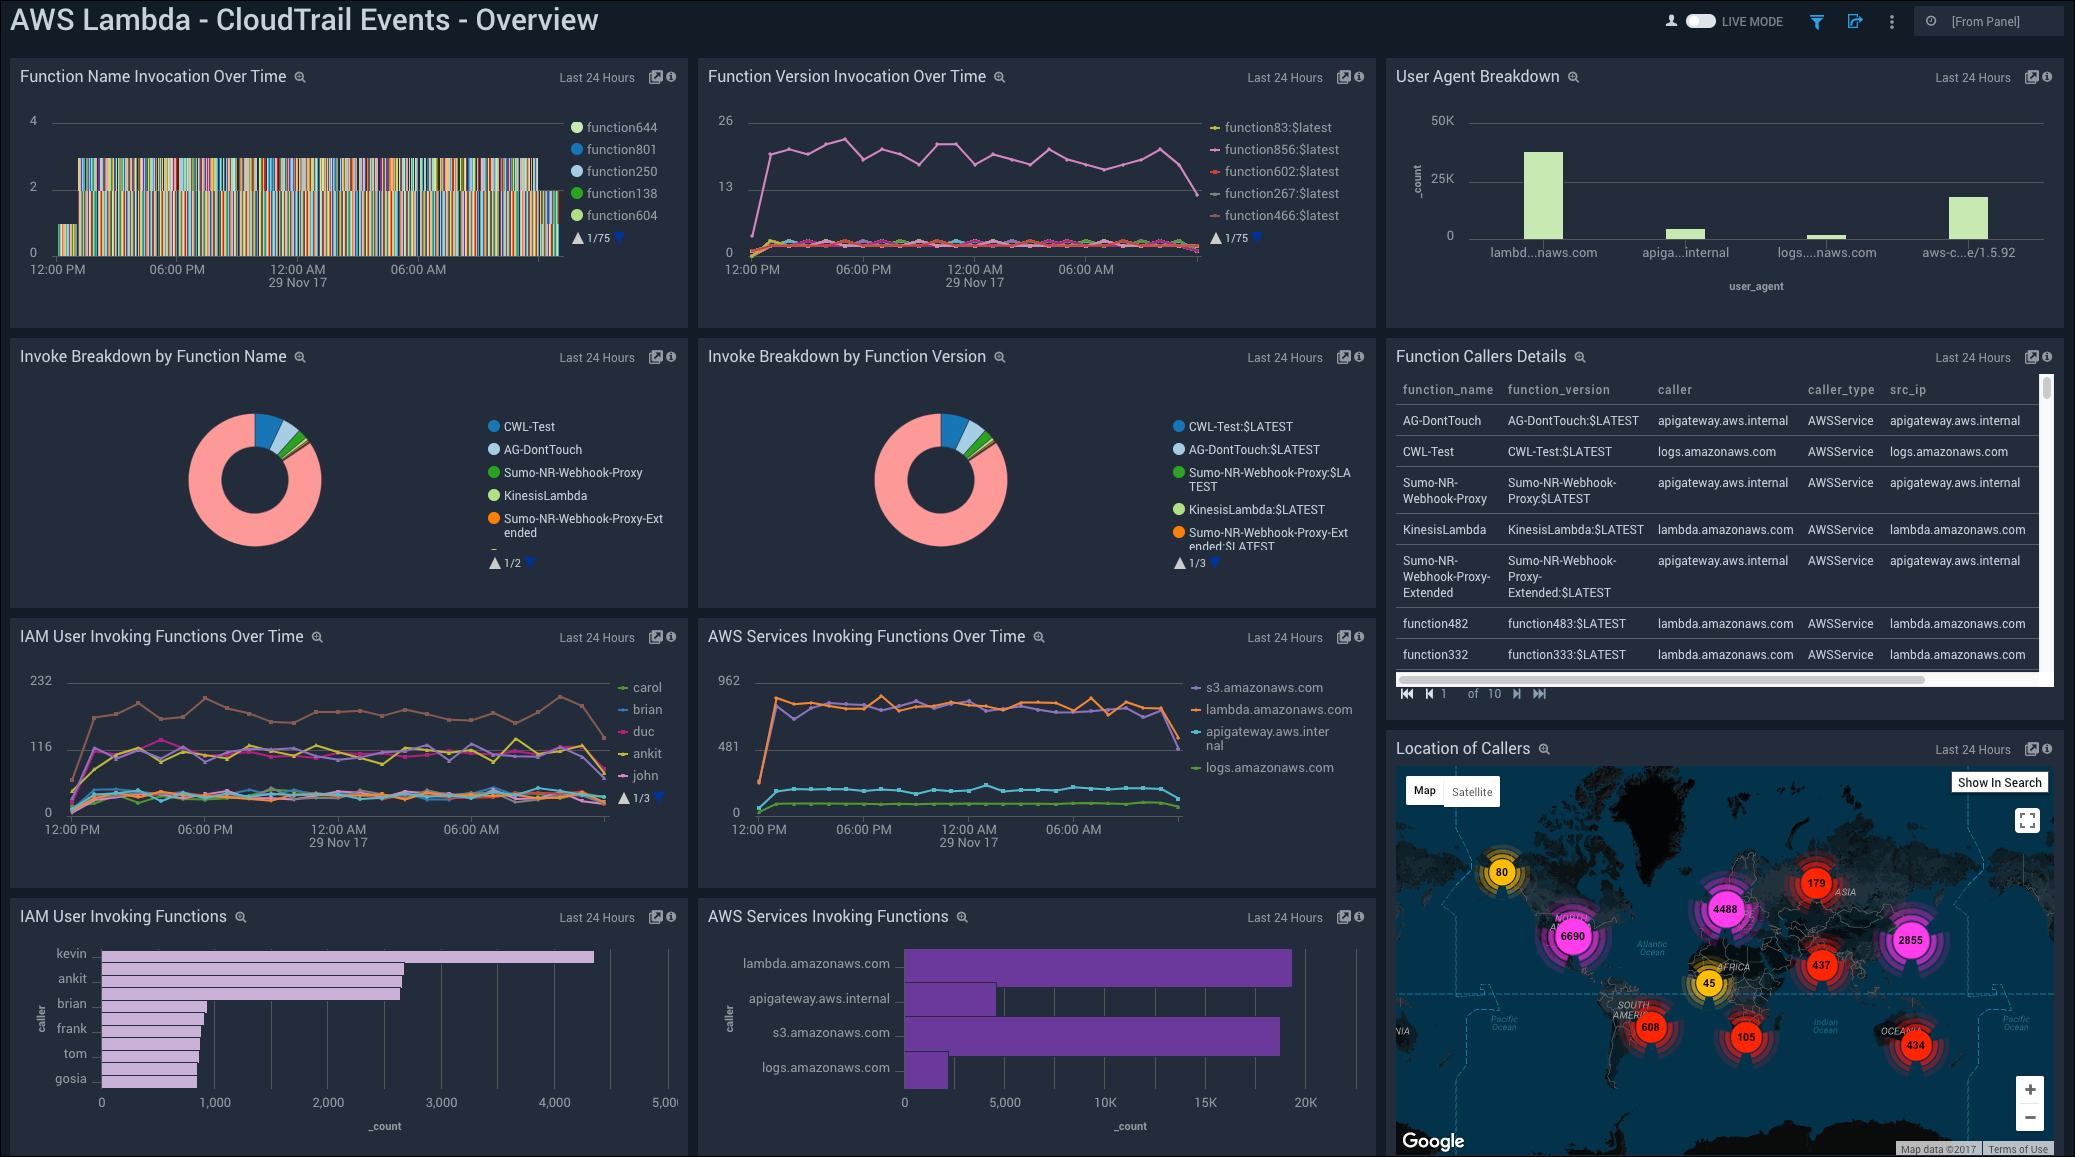 AWS Lambda - CloudTrail Events - Overview
LIVE MODE
[From Panel]
Function Name Invocation Over Time
Last 24 Hours
4
2
0
12:00 PM
06:00 PM
12:00 AM
29 Nov 17
06:00 AM
function644
function801
function250
function138
function604
1/75
Function Version Invocation Over Time
Last 24 Hours
26
13
0
12:00 PM
06:00 PM
12:00 AM
29 Nov 17
06:00 AM
function83:$latest
function856:$latest
function602:$latest
function267:$latest
function466:$latest
1/75
User Agent Breakdown
Last 24 Hours
_count
50K
25K
0
lambd...naws.com
apiga...internal
logs....naws.com
aws-c...e/1.5.92
user_agent
Invoke Breakdown by Function Name
Last 24 Hours
CWL-Test
AG-DontTouch
Sumo-NR-Webhook-Proxy
KinesisLambda
Sumo-NR-Webhook-Proxy-Ext
ended
1/2
Invoke Breakdown by Function Version
Last 24 Hours
CWL-Test:$LATEST
AG-DontTouch:$LATEST
Sumo-NR-Webhook-Proxy:$LA
TEST
KinesisLambda:$LATEST
Sumo-NR-Webhook-Proxy-Ext
ended:$LATEST
1/3
Function Callers Details
Last 24 Hours
function_name function_version caller caller_type src_ip
AG-DontTouch AG-DontTouch:$LATEST apigateway.aws.internal AWSService apigateway.aws.internal
CWL-Test CWL-Test:$LATEST logs.amazonaws.com AWSService logs.amazonaws.com
Sumo-NR- Sumo-NR-Webhook- apigateway.aws.internal AWSService apigateway.aws.internal
Webhook-Proxy Proxy:$LATEST
KinesisLambda KinesisLambda:$LATEST lambda.amazonaws.com AWSService lambda.amazonaws.com
Sumo-NR- Sumo-NR-Webhook- apigateway.aws.internal AWSService apigateway.aws.internal
Webhook-Proxy- Proxy-
Extended Extended:$LATEST
function482 function483:$LATEST lambda.amazonaws.com AWSService lambda.amazonaws.com
function332 function333:$LATEST lambda.amazonaws.com AWSService lambda.amazonaws.com
1 of 10
IAM User Invoking Functions Over Time
Last 24 Hours
232
116
0
12:00 PM
06:00 PM
12:00 AM
29 Nov 17
06:00 AM
carol
brian
duc
ankit
john
1/3
AWS Services Invoking Functions Over Time
Last 24 Hours
962
481
0
12:00 PM
06:00 PM
12:00 AM
29 Nov 17
06:00 AM
s3.amazonaws.com
lambda.amazonaws.com
apigateway.aws.inter
nal
logs.amazonaws.com
Location of Callers
Last 24 Hours
Map
Satellite
Show In Search
80
179
ASIA
4488
NORTH
6690
2855
Atlantic
Ocean
437
AFRICA
45
SOUTH
AMERICA
608
Pacific
Ocean
105
Indian
Ocean
OCEANIA
434
Pacific
Ocean
NIA
Google
Map data ©2017
Terms of Use
IAM User Invoking Functions
Last 24 Hours
caller
kevin
ankit
brian
frank
tom
gosia
0
1,000
2,000
3,000
4,000
5,00
_count
AWS Services Invoking Functions
Last 24 Hours
caller
lambda.amazonaws.com
apigateway.aws.internal
s3.amazonaws.com
logs.amazonaws.com
0
5,000
10K
15K
20K
_count